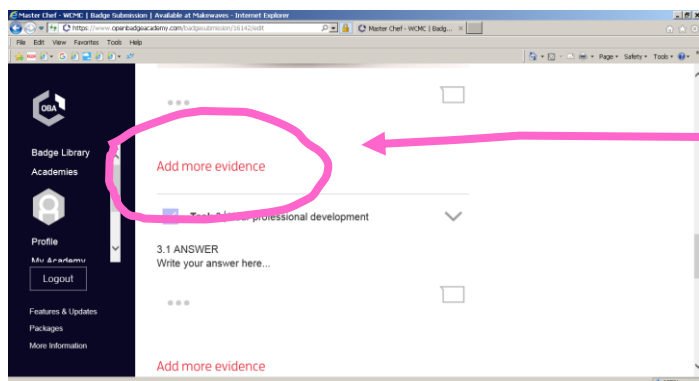 Master Chef - WCMC | Badge Submission | Available at Makewaves - Internet Explorer
https://www.openbadgeacademy.com/badgesubmission/16142/edit
Master Chef - WCMC | Badg...
File Edit View Favorites Tools Help
Page Safety Tools
OBA
Badge Library
Academies
Profile
My Academy
Logout
Features & Updates
Packages
More Information
Add more evidence
professional development
3.1 ANSWER
Write your answer here...
Add more evidence